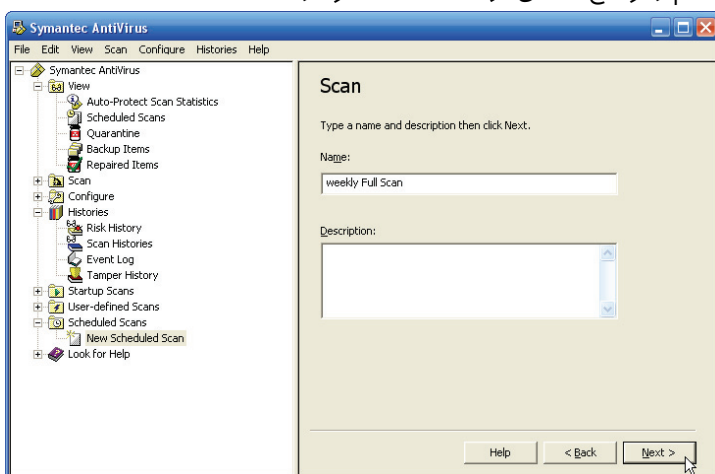 Symantec AntiVirus
File Edit View Scan Configure Histories Help
Symantec AntiVirus
View
Auto-Protect Scan Statistics
Scheduled Scans
Quarantine
Backup Items
Repaired Items
Scan
Configure
Histories
Risk History
Scan Histories
Event Log
Tamper History
Startup Scans
User-defined Scans
Scheduled Scans
New Scheduled Scan
Look for Help
Scan
Type a name and description then click Next.
Name:
weekly Full Scan
Description:
Help
< Back
Next >